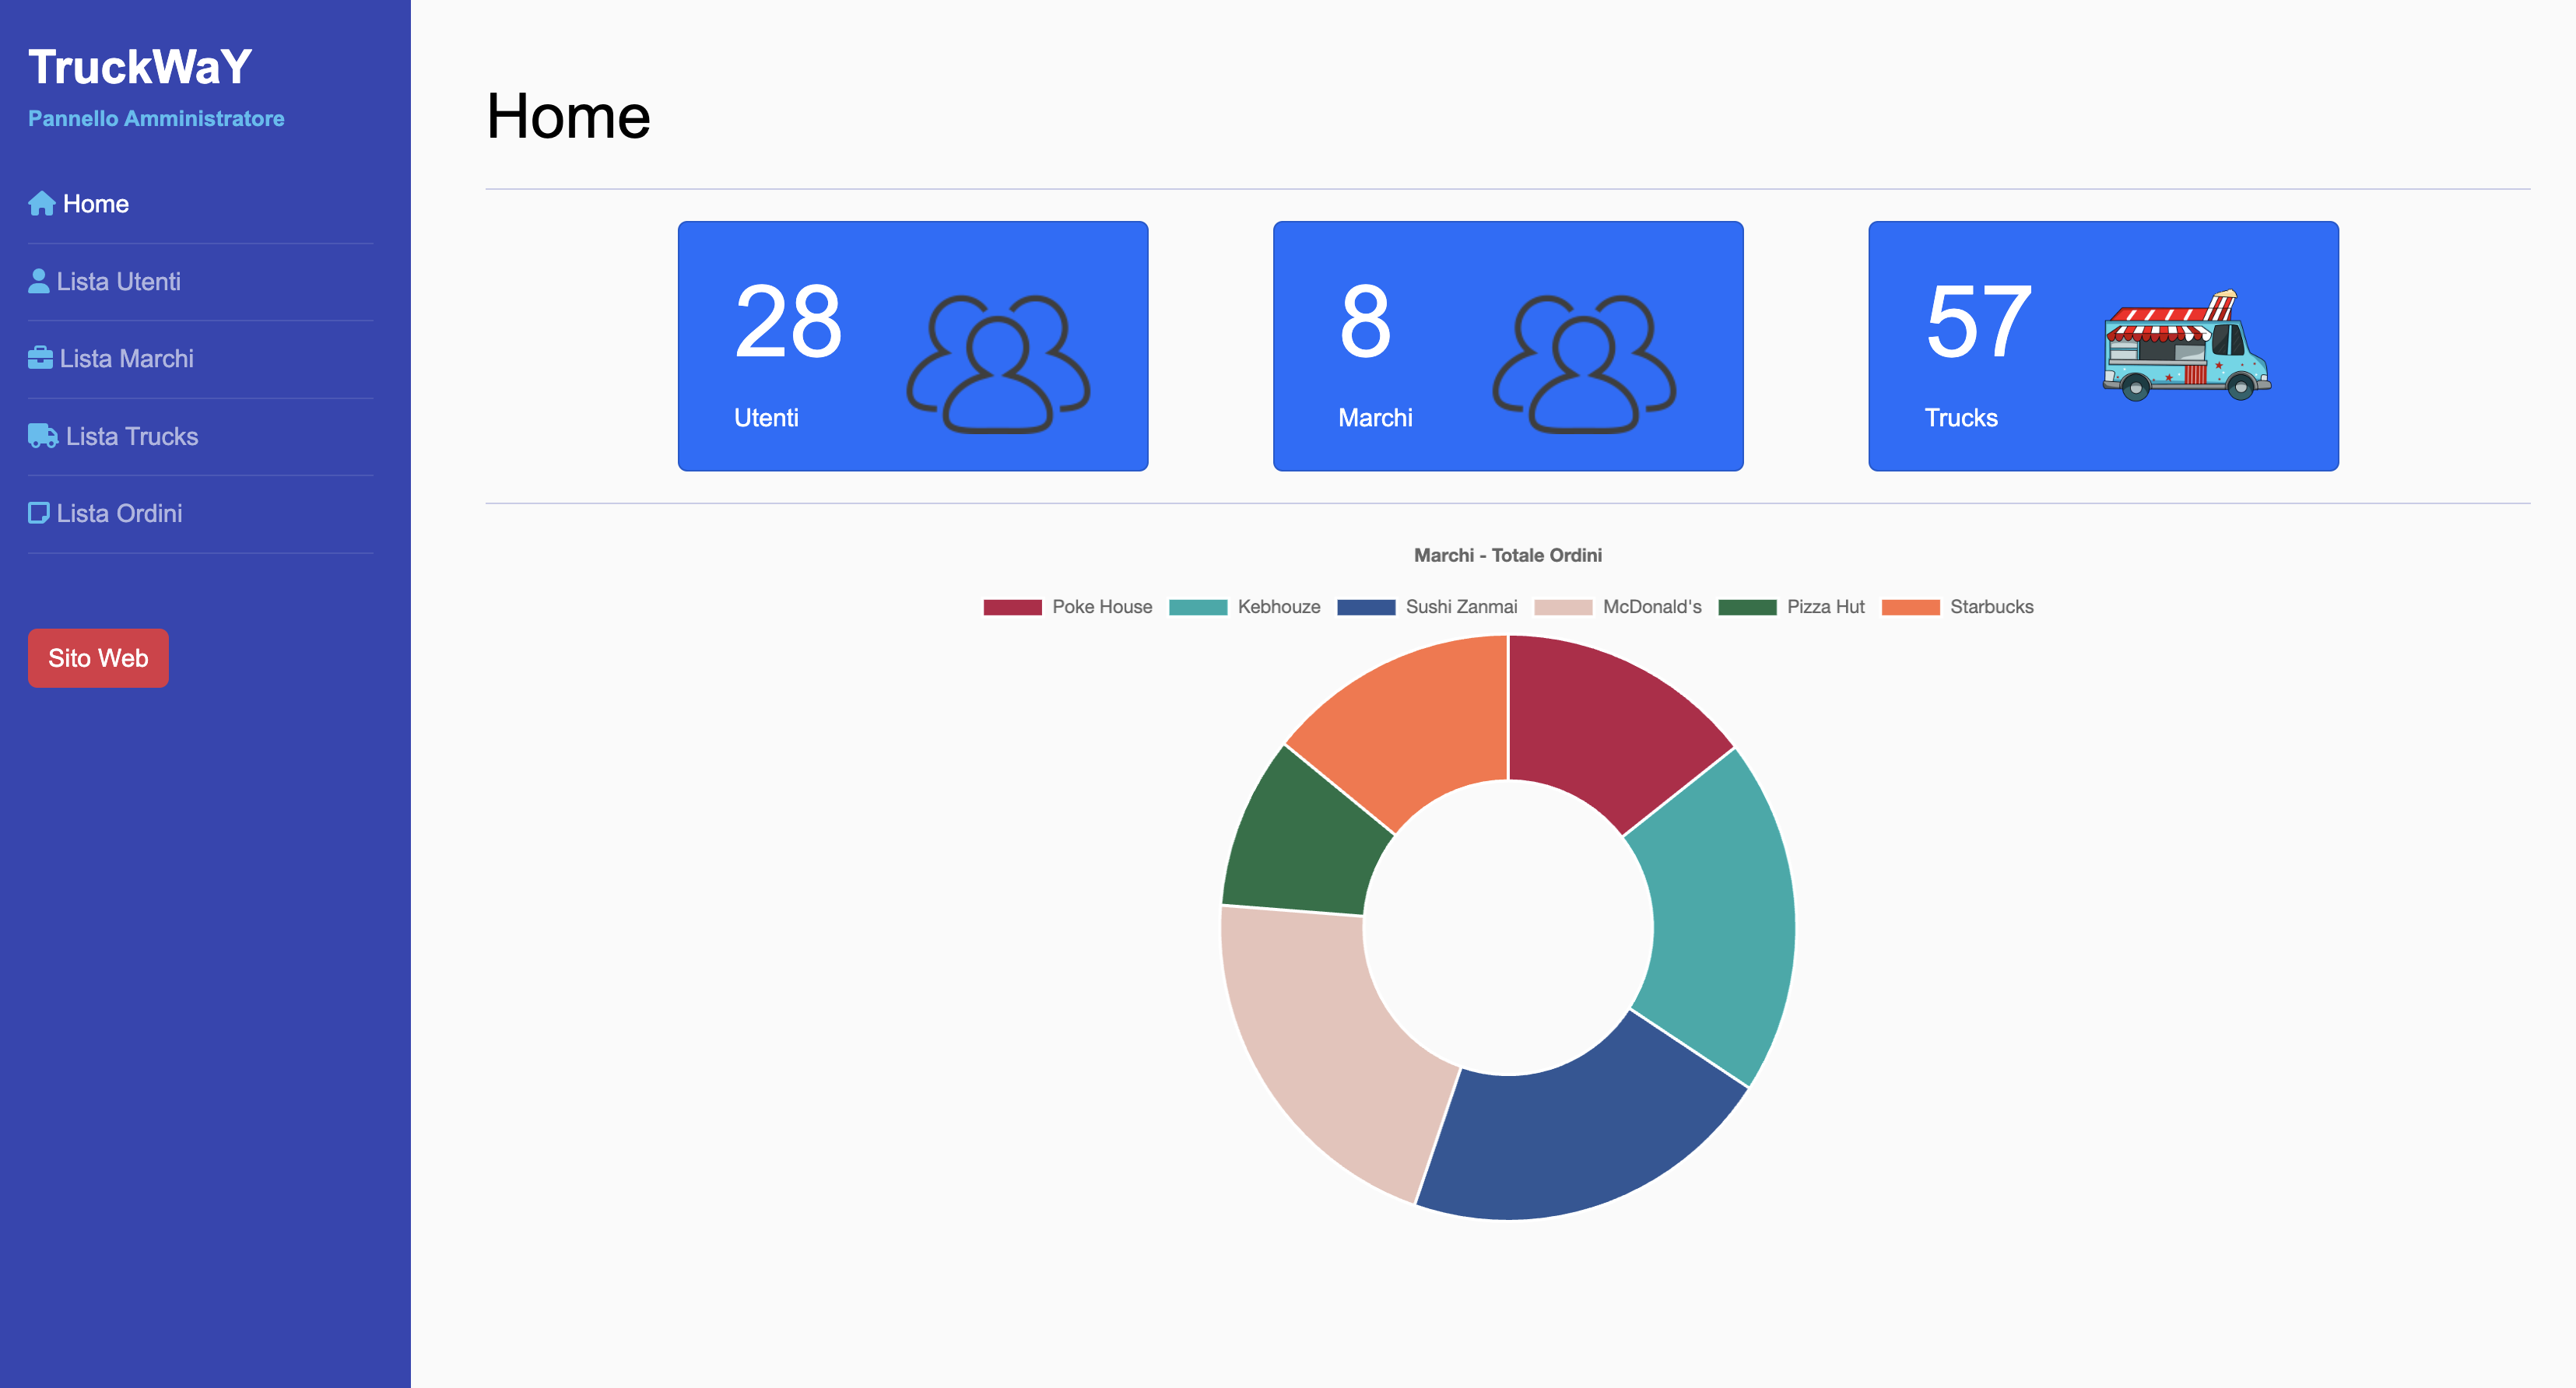 TruckWaY
Pannello Amministratore
Home
Lista Utenti
Lista Marchi
Lista Trucks
Lista Ordini
Sito Web
Home
28
Utenti
8
Marchi
57
Trucks
Marchi - Totale Ordini
Poke House Kebhouze Sushi Zanmai McDonald's Pizza Hut Starbucks